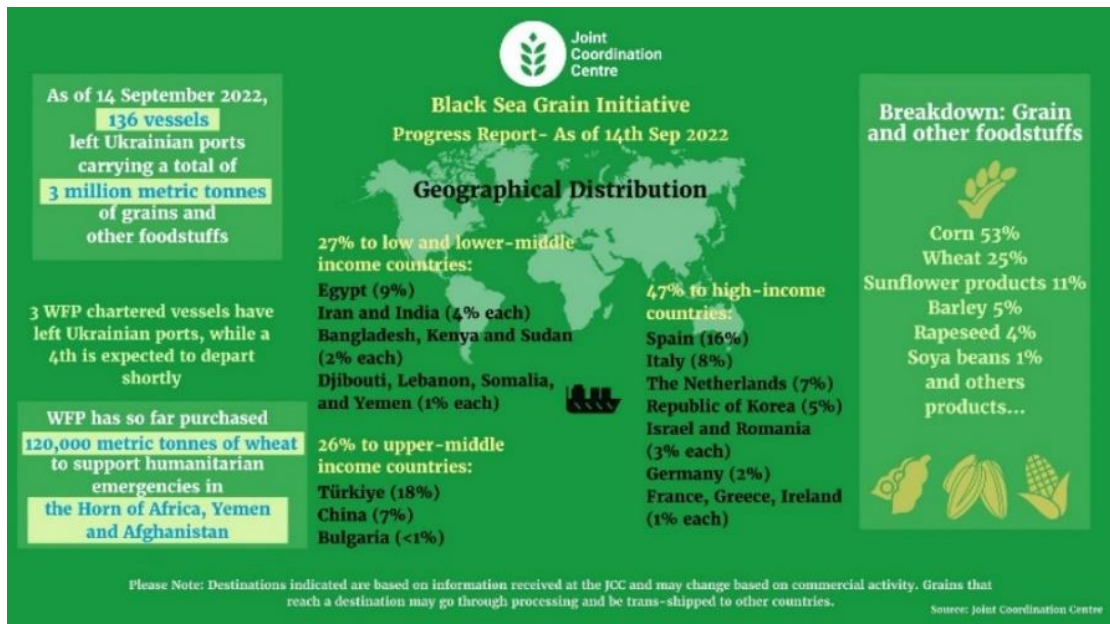 Joint
Coordination
Centre
Black Sea Grain Initiative
Progress Report- As of 14th Sep 2022
Geographical Distribution
As of 14 September 2022,
136 vessels
left Ukrainian ports
carrying a total of
3 million metric tonnes
of grains and
other foodstuffs
3 WFP chartered vessels have
left Ukrainian ports, while a
4th is expected to depart
shortly
WFP has so far purchased
120,000 metric tonnes of wheat
to support humanitarian
emergencies in
the Horn of Africa, Yemen
and Afghanistan
27% to low and lower-middle
income countries:
Egypt (9%)
Iran and India (4% each)
Bangladesh, Kenya and Sudan
(2% each)
Djibouti, Lebanon, Somalia,
and Yemen (1% each)
26% to upper-middle
income countries:
Türkiye (18%)
China (7%)
Bulgaria (<1%)
47% to high-income
countries:
Spain (16%)
Italy (8%)
The Netherlands (7%)
Republic of Korea (5%)
Israel and Romania
(3% each)
Germany (2%)
France, Greece, Ireland
(1% each)
Breakdown: Grain
and other foodstuffs
Corn 53%
Wheat 25%
Sunflower products 11%
Barley 5%
Rapeseed 4%
Soya beans 1%
and others
products...
Please Note: Destinations indicated are based on information received at the JCC and may change based on commercial activity. Grains that
reach a destination may go through processing and be trans-shipped to other countries.
Source: Joint Coordination Centre